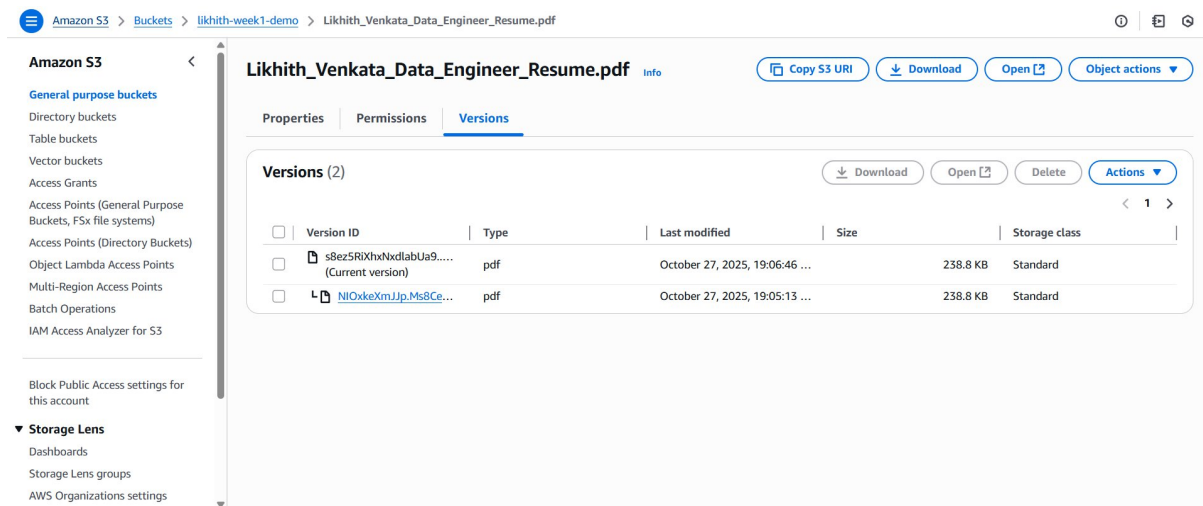 Amazon S3 > Buckets > likhith-week1-demo > Likhith_Venkata_Data_Engineer_Resume.pdf
Amazon S3
General purpose buckets
Directory buckets
Table buckets
Vector buckets
Access Grants
Access Points (General Purpose
Buckets, FSx file systems)
Access Points (Directory Buckets)
Object Lambda Access Points
Multi-Region Access Points
Batch Operations
IAM Access Analyzer for S3
Block Public Access settings for
this account
Storage Lens
Dashboards
Storage Lens groups
AWS Organizations settings
Likhith_Venkata_Data_Engineer_Resume.pdf Info
Copy S3 URI Download Open Object actions
Properties Permissions Versions
Versions (2)
Download Open Delete Actions
< 1 >
Version ID Type Last modified Size Storage class
s8ez5RiXhxNxdlabUa9..... pdf October 27, 2025, 19:06:46 ... 238.8 KB Standard
(Current version)
NIOxkeXmJJp.Ms8Ce... pdf October 27, 2025, 19:05:13 ... 238.8 KB Standard